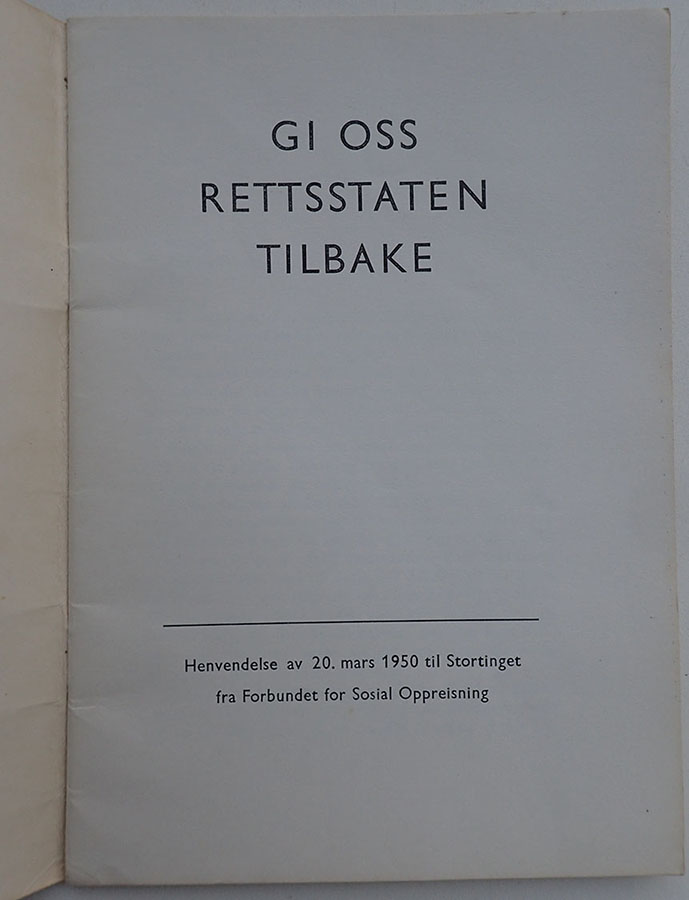 GI OSS
RETTSSTATEN
TILBAKE
Henvendelse av 20. mars 1950 til Stortinget
fra Forbundet for Sosial Oppreisning